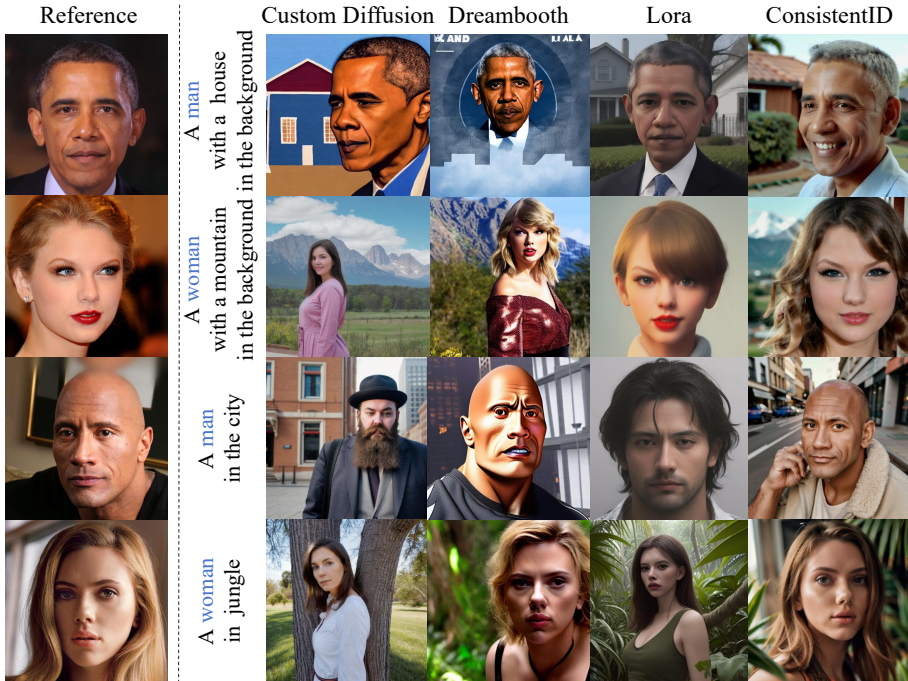 Reference
Custom Diffusion
Dreambooth
Lora
ConsistentID
A man
with a house
in the background
A woman
with a mountain
in the background
A man
in the city
A woman
in jungle